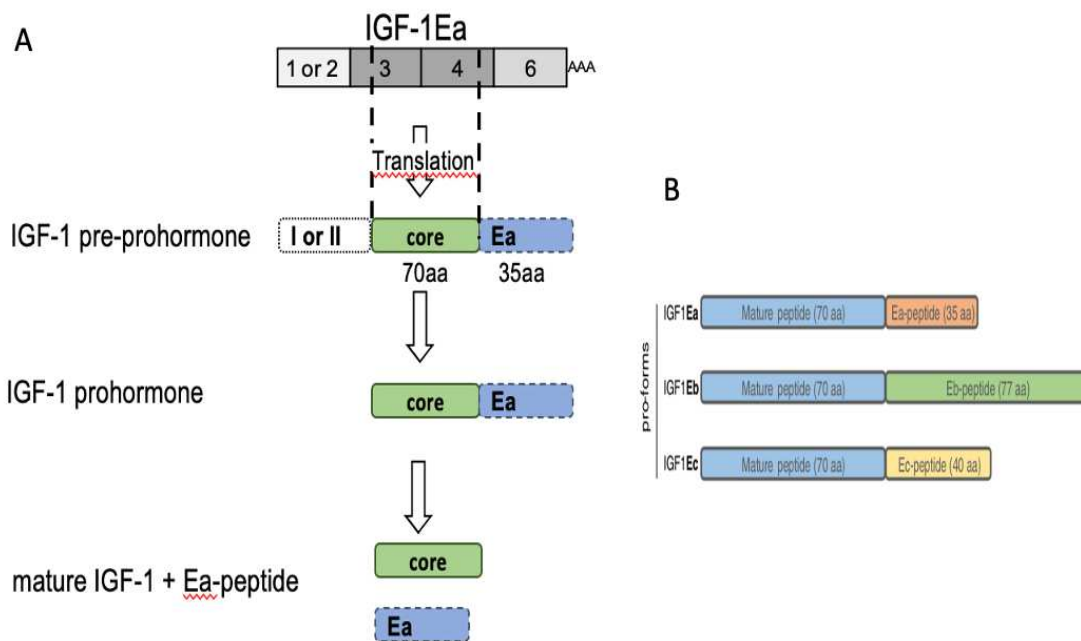 A
IGF-1Ea
1 or 2 3 4 6 AAA
Translation
IGF-1 pre-prohormone
I or II core Ea
70aa 35aa
IGF-1 prohormone
core Ea
mature IGF-1 + Ea-peptide
core
Ea
B
pro-forms
IGF1Ea Mature peptide (70 aa) Ea-peptide (35 aa)
IGF1Eb Mature peptide (70 aa) Eb-peptide (77 aa)
IGF1Ec Mature peptide (70 aa) Ec-peptide (40 aa)